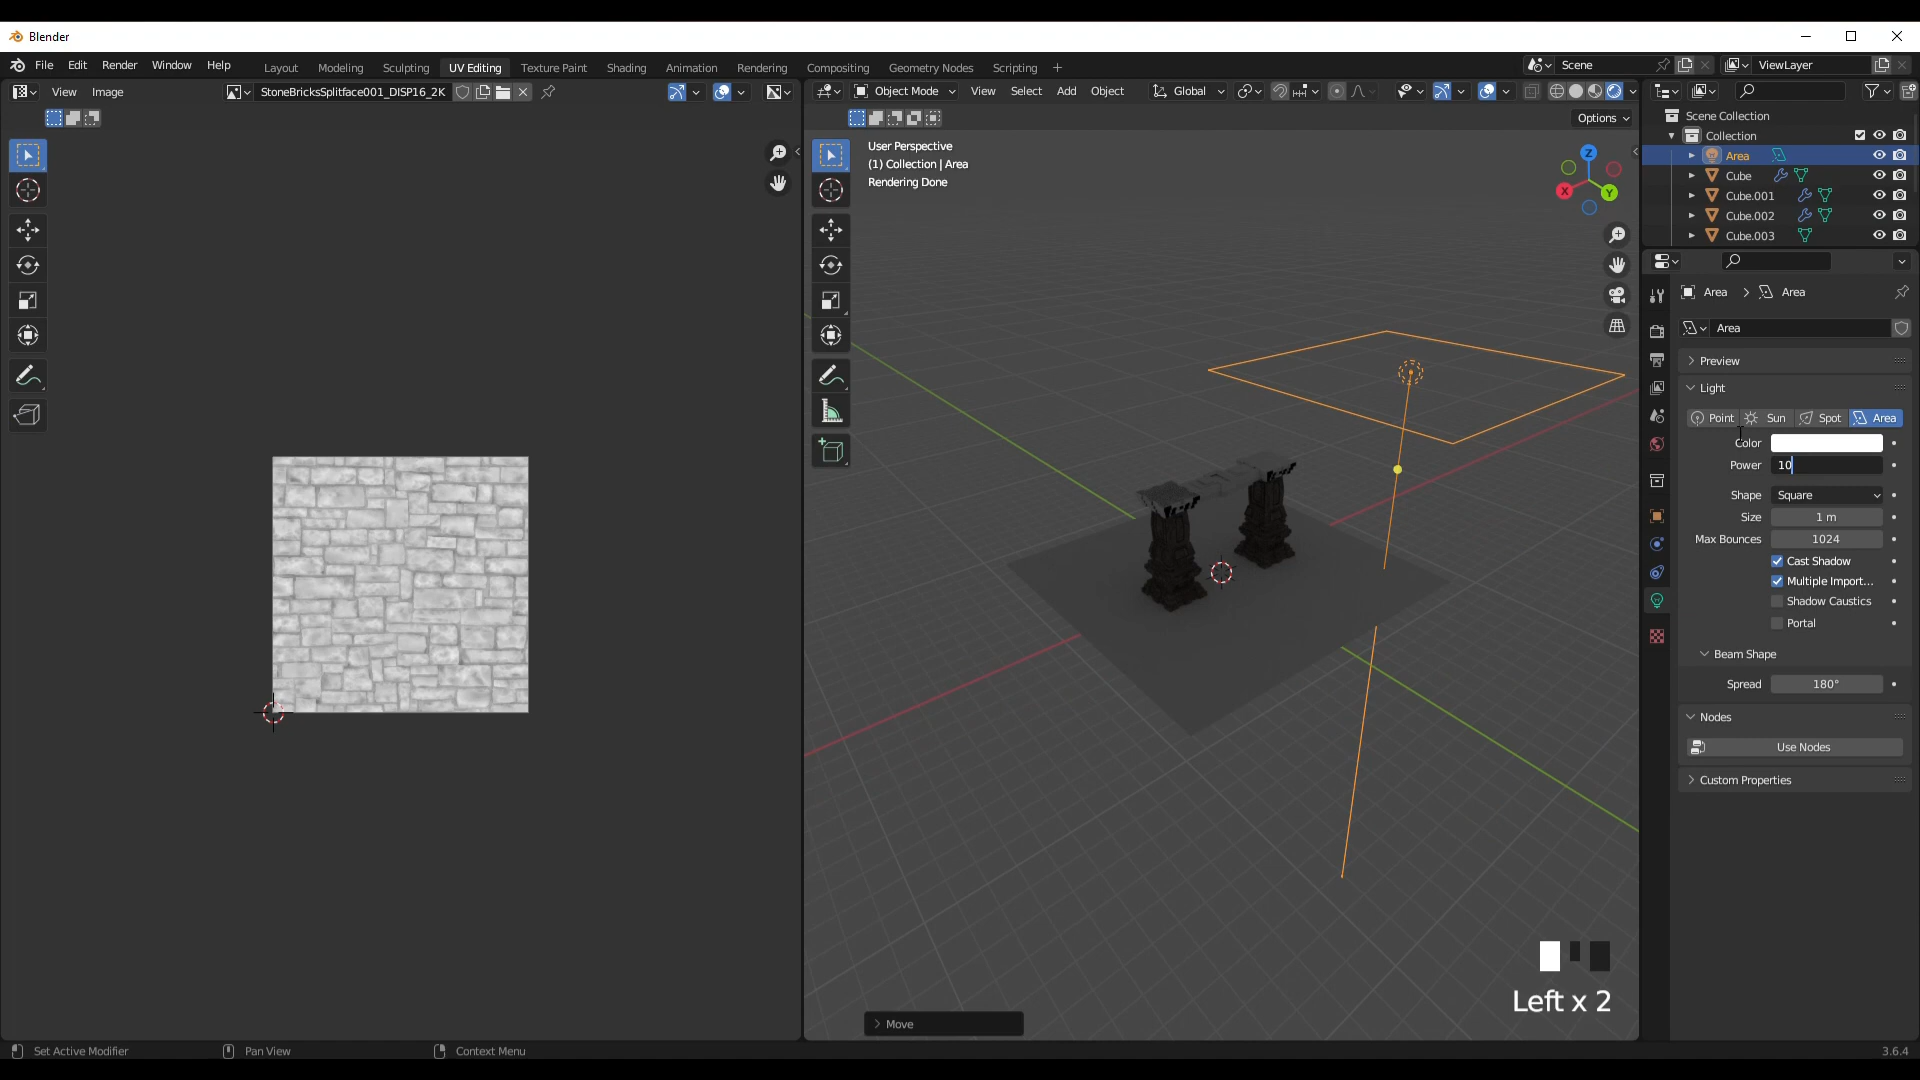 Blender
File Edit Render Window Help
Layout Modeling Sculpting UV Editing Texture Paint Shading Animation Rendering Compositing Geometry Nodes Scripting +
Scene
ViewLayer
View Image
StoneBricksSplitface001_DISP16_2K
Object Mode View Select Add Object
Global
Options
User Perspective
(1) Collection | Area
Rendering Done
Z
X
Y
Scene Collection
Collection
Area
Cube
Cube.001
Cube.002
Cube.003
Area > Area
Area
Preview
Light
Point Sun Spot Area
Color
Power 10
Shape Square
Size 1 m
Max Bounces 1024
Cast Shadow
Multiple Import...
Shadow Caustics
Portal
Beam Shape
Spread 180°
Nodes
Use Nodes
Custom Properties
Left x 2
Move
Set Active Modifier Pan View Context Menu
3.6.4